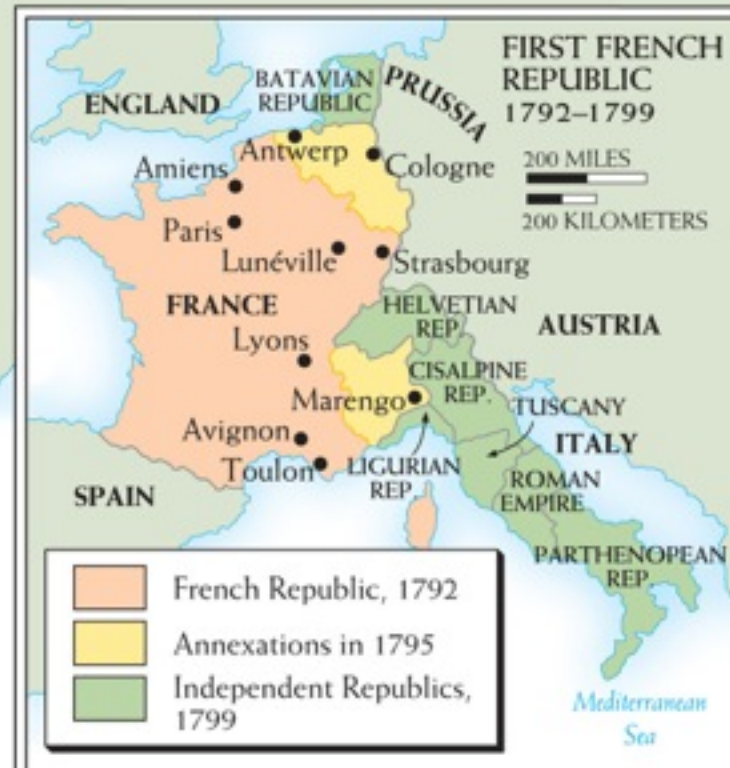 FIRST FRENCH
REPUBLIC
1792–1799
200 MILES
200 KILOMETERS
ENGLAND
BATAVIAN
REPUBLIC
PRUSSIA
Antwerp
Cologne
Amiens
Paris
Lunéville
Strasbourg
FRANCE
HELVETIAN
REP.
AUSTRIA
Lyons
CISALPINE
REP.
Marengo
TUSCANY
Avignon
ITALY
Toulon
LIGURIAN
REP.
ROMAN
EMPIRE
SPAIN
PARTHENOPEAN
REP.
French Republic, 1792
Annexations in 1795
Independent Republics,
1799
Mediterranean
Sea